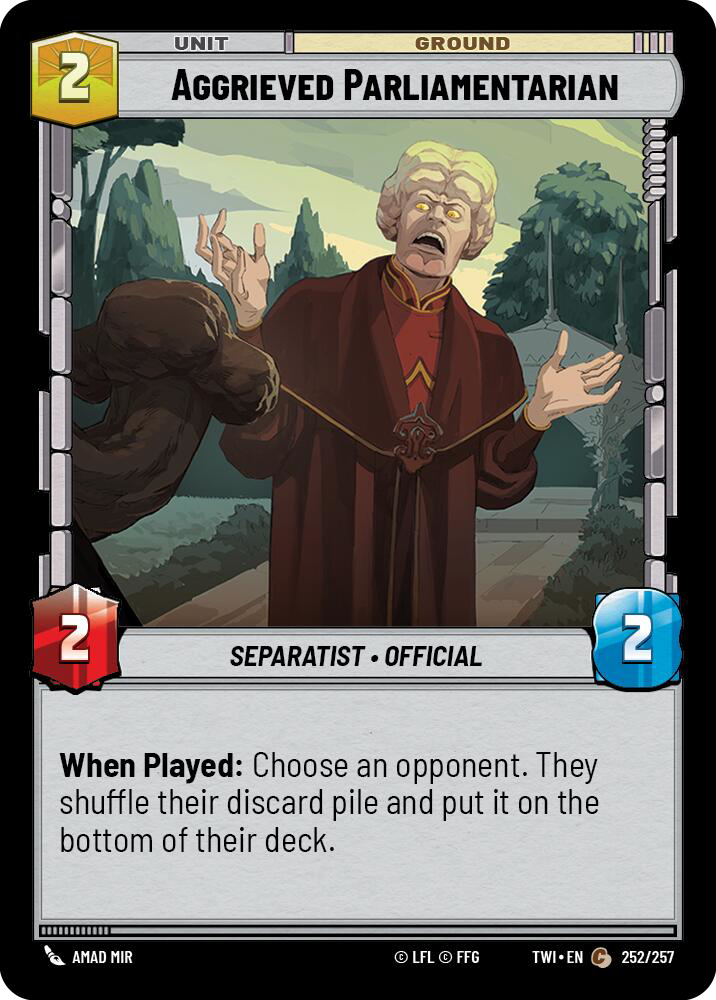 UNIT GROUND
2
AGGRIEVED PARLIAMENTARIAN
2 SEPARATIST • OFFICIAL 2
When Played: Choose an opponent. They
shuffle their discard pile and put it on the
bottom of their deck.
AMAD MIR © LFL © FFG TWI • EN C 252/257